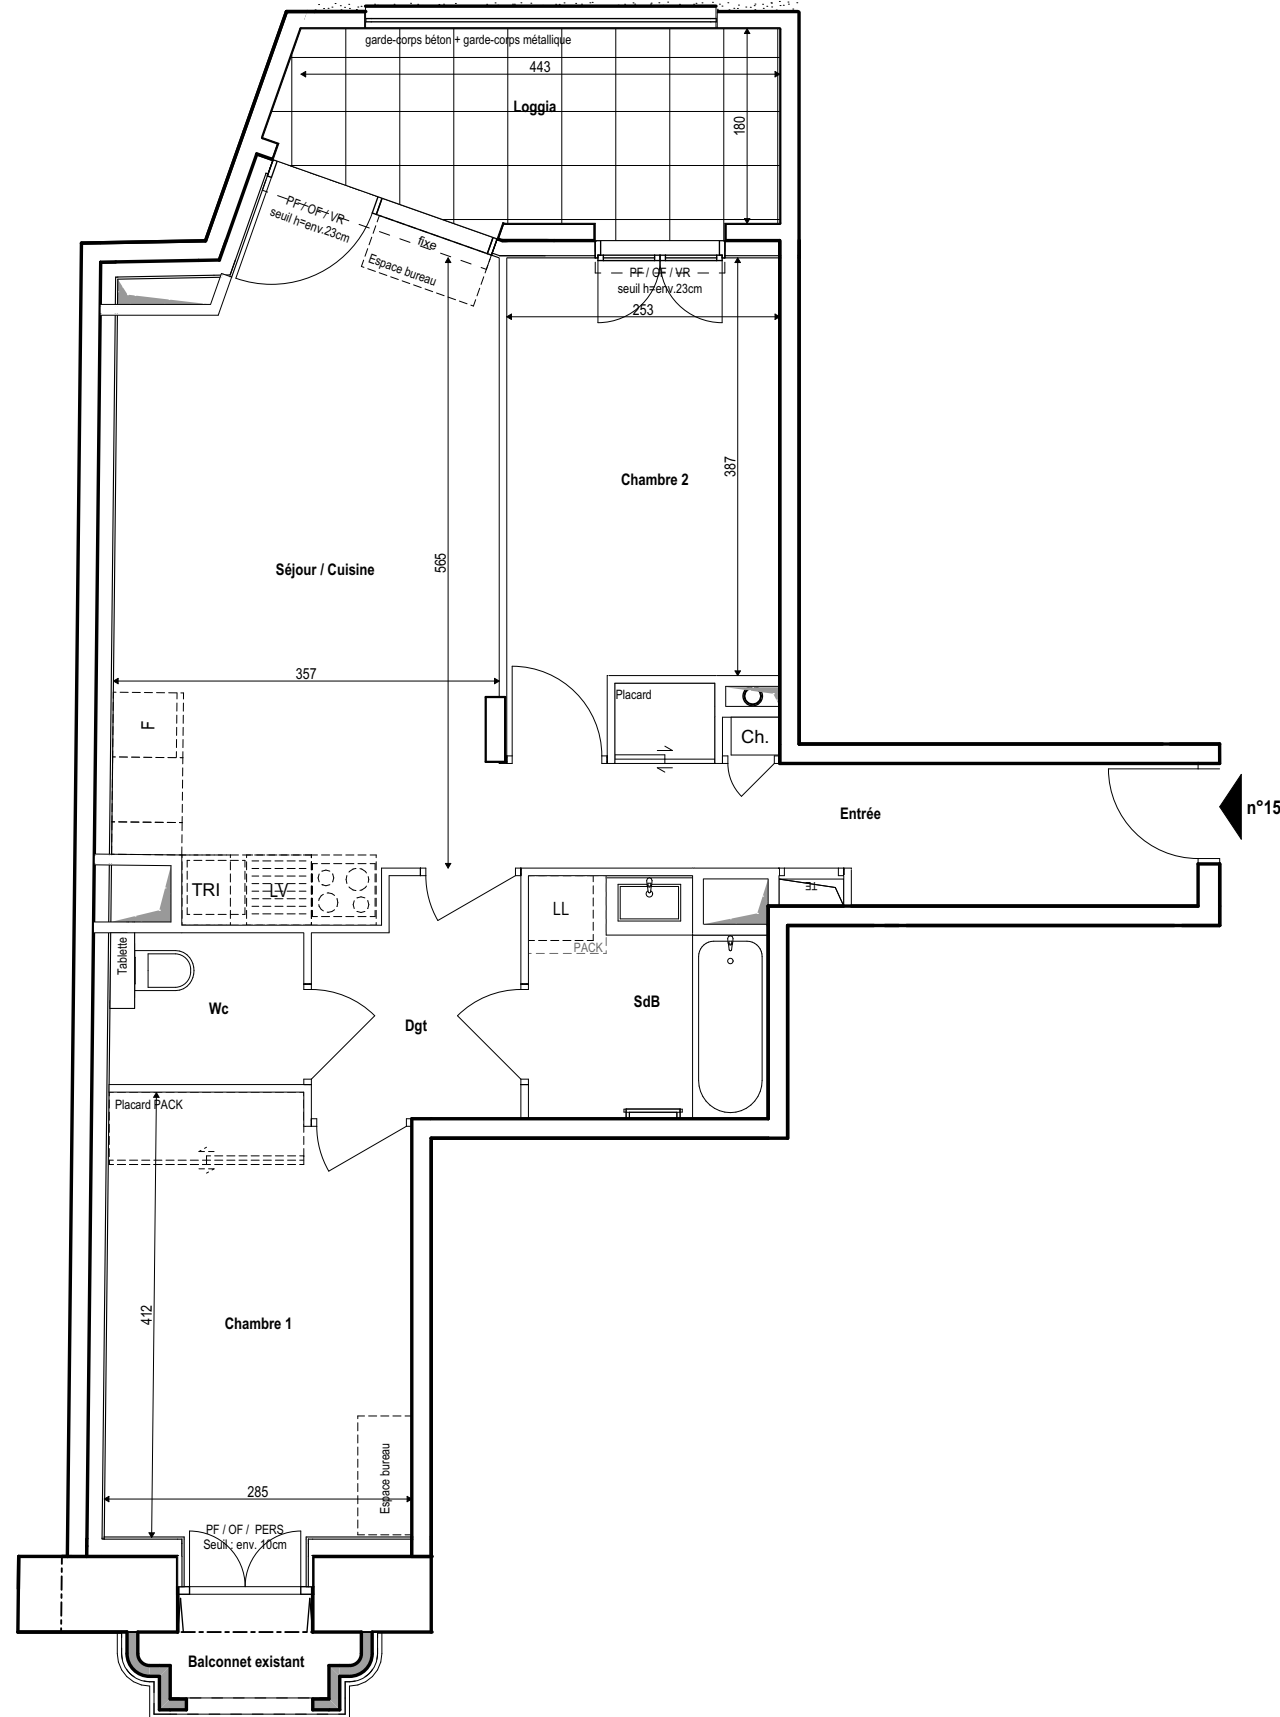 garde-corps béton + garde-corps métallique
443
Loggia
180
PF / OF / VR
seuil h=env.23cm
fixe
Espace bureau
PF / OF / VR
seuil h=env.23cm
253
387
Chambre 2
565
Séjour / Cuisine
357
Placard
F
Ch.
Entrée
n°15
TRI
LV
TE
LL
PACK
Tablette
Wc
SdB
Dgt
Placard PACK
412
Chambre 1
Espace bureau
285
PF / OF / PERS
Seuil : env. 10cm
Balconnet existant